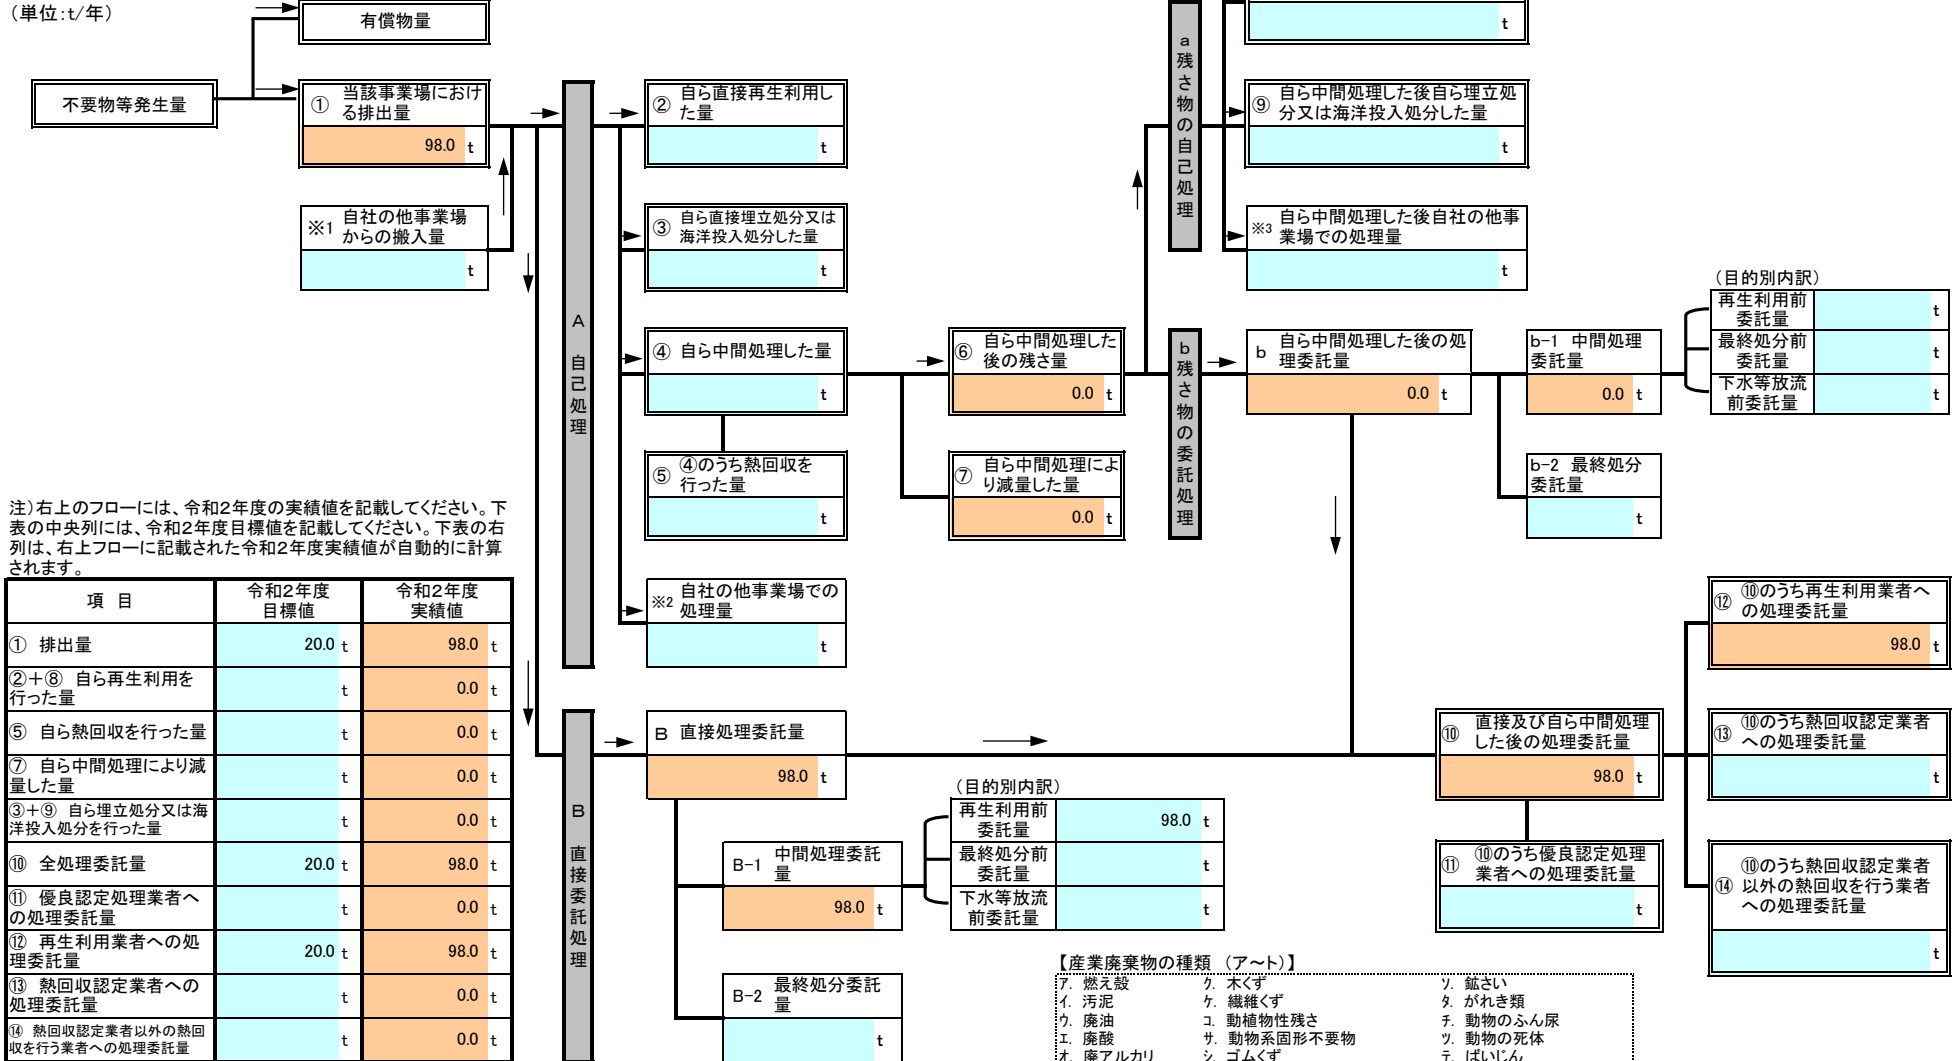 （単位:t/年）
有償物量
不要物等発生量
① 当該事業場におけ
る排出量
98.0 t
※1 自社の他事業場
からの搬入量
t
A 自己処理
② 自ら直接再生利用し
た量
t
③ 自ら直接埋立処分又は
海洋投入処分した量
t
④ 自ら中間処理した量
t
⑤ ④のうち熱回収を
行った量
t
※2 自社の他事業場での
処理量
t
⑥ 自ら中間処理した
後の残さ量
0.0 t
⑦ 自ら中間処理によ
り減量した量
0.0 t
a 残さ物の自己処理
t
⑨ 自ら中間処理した後自ら埋立処
分又は海洋投入処分した量
t
※3 自ら中間処理した後自社の他事
業場での処理量
t
b 残さ物の委託処理
b 自ら中間処理した後の処
理委託量
0.0 t
b-1 中間処理
委託量
0.0 t
b-2 最終処分
委託量
t
（目的別内訳）
再生利用前
委託量 t
最終処分前
委託量 t
下水等放流
前委託量 t
注）右上のフローには、令和2年度の実績値を記載してください。下
表の中央列には、令和2年度目標値を記載してください。下表の右
列は、右上フローに記載された令和2年度実績値が自動的に計算
されます。
項 目 令和2年度
目標値 令和2年度
実績値
① 排出量 20.0 t 98.0 t
②+⑧ 自ら再生利用を
行った量 t 0.0 t
⑤ 自ら熱回収を行った量 t 0.0 t
⑦ 自ら中間処理により減
量した量 t 0.0 t
③+⑨ 自ら埋立処分又は海
洋投入処分を行った量 t 0.0 t
⑩ 全処理委託量 20.0 t 98.0 t
⑪ 優良認定処理業者へ
の処理委託量 t 0.0 t
⑫ 再生利用業者への処
理委託量 20.0 t 98.0 t
⑬ 熱回収認定業者への
処理委託量 t 0.0 t
⑭ 熱回収認定業者以外の熱回
収を行う業者への処理委託量 t 0.0 t
B 直接委託処理
B 直接処理委託量
98.0 t
B-1 中間処理委託
量
98.0 t
B-2 最終処分委託
量
t
（目的別内訳）
再生利用前
委託量 98.0 t
最終処分前
委託量 t
下水等放流
前委託量 t
⑩ 直接及び自ら中間処理
した後の処理委託量
98.0 t
⑪ ⑩のうち優良認定処理
業者への処理委託量
t
⑫ ⑩のうち再生利用業者へ
の処理委託量
98.0 t
⑬ ⑩のうち熱回収認定業者
への処理委託量
t
⑭ ⑩のうち熱回収認定業者
以外の熱回収を行う業者
への処理委託量
t
【産業廃棄物の種類 （ア～ト）】
ア. 燃え殻 ク. 木くず ソ. 鉱さい
イ. 汚泥 ケ. 繊維くず タ. がれき類
ウ. 廃油 コ. 動植物性残さ チ. 動物のふん尿
エ. 廃酸 サ. 動物系固形不要物 ツ. 動物の死体
オ. 廃アルカリ シ. ゴムくず テ. ばいじん